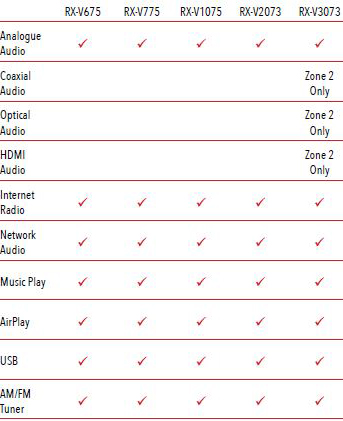 RX-V675 RX-V775 RX-V1075 RX-V2073 RX-V3073
Analogue
Audio ✓ ✓ ✓ ✓ ✓
Coaxial
Audio
Zone 2
Only
Optical
Audio
Zone 2
Only
HDMI
Audio
Zone 2
Only
Internet
Radio ✓ ✓ ✓ ✓ ✓
Network
Audio ✓ ✓ ✓ ✓ ✓
Music Play ✓ ✓ ✓ ✓ ✓
AirPlay ✓ ✓ ✓ ✓ ✓
USB ✓ ✓ ✓ ✓ ✓
AM/FM
Tuner ✓ ✓ ✓ ✓ ✓